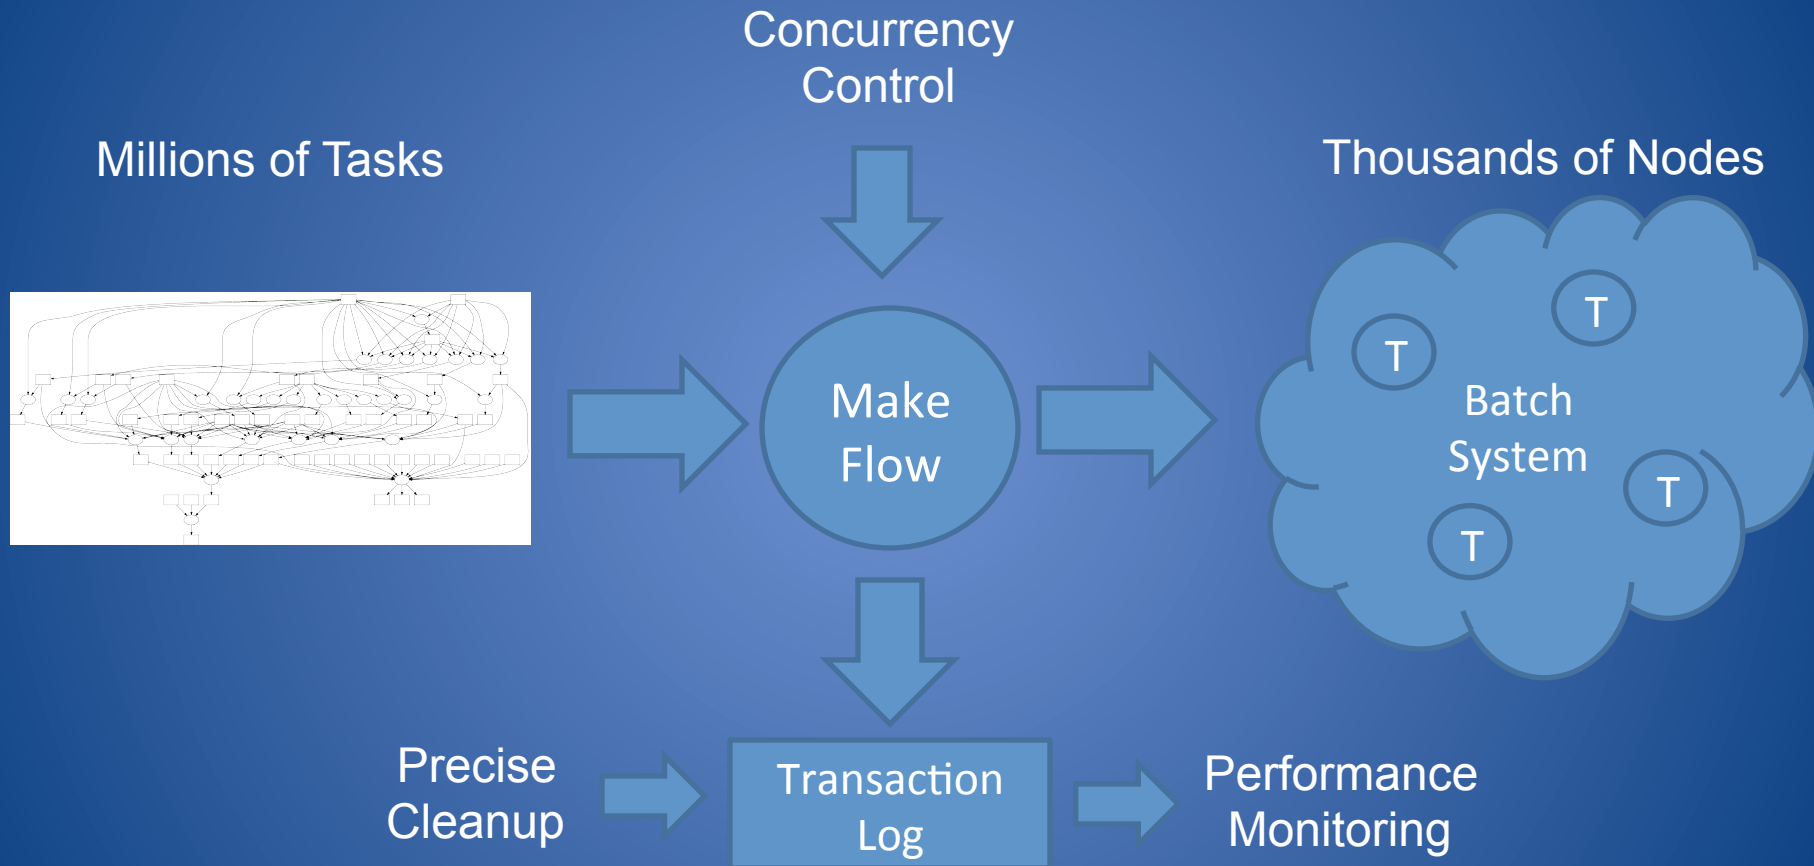 Concurrency
Control
Millions of Tasks
Thousands of Nodes
T
T
Make
Flow
Batch
System
T
T
Precise
Cleanup
Transaction
Log
Performance
Monitoring